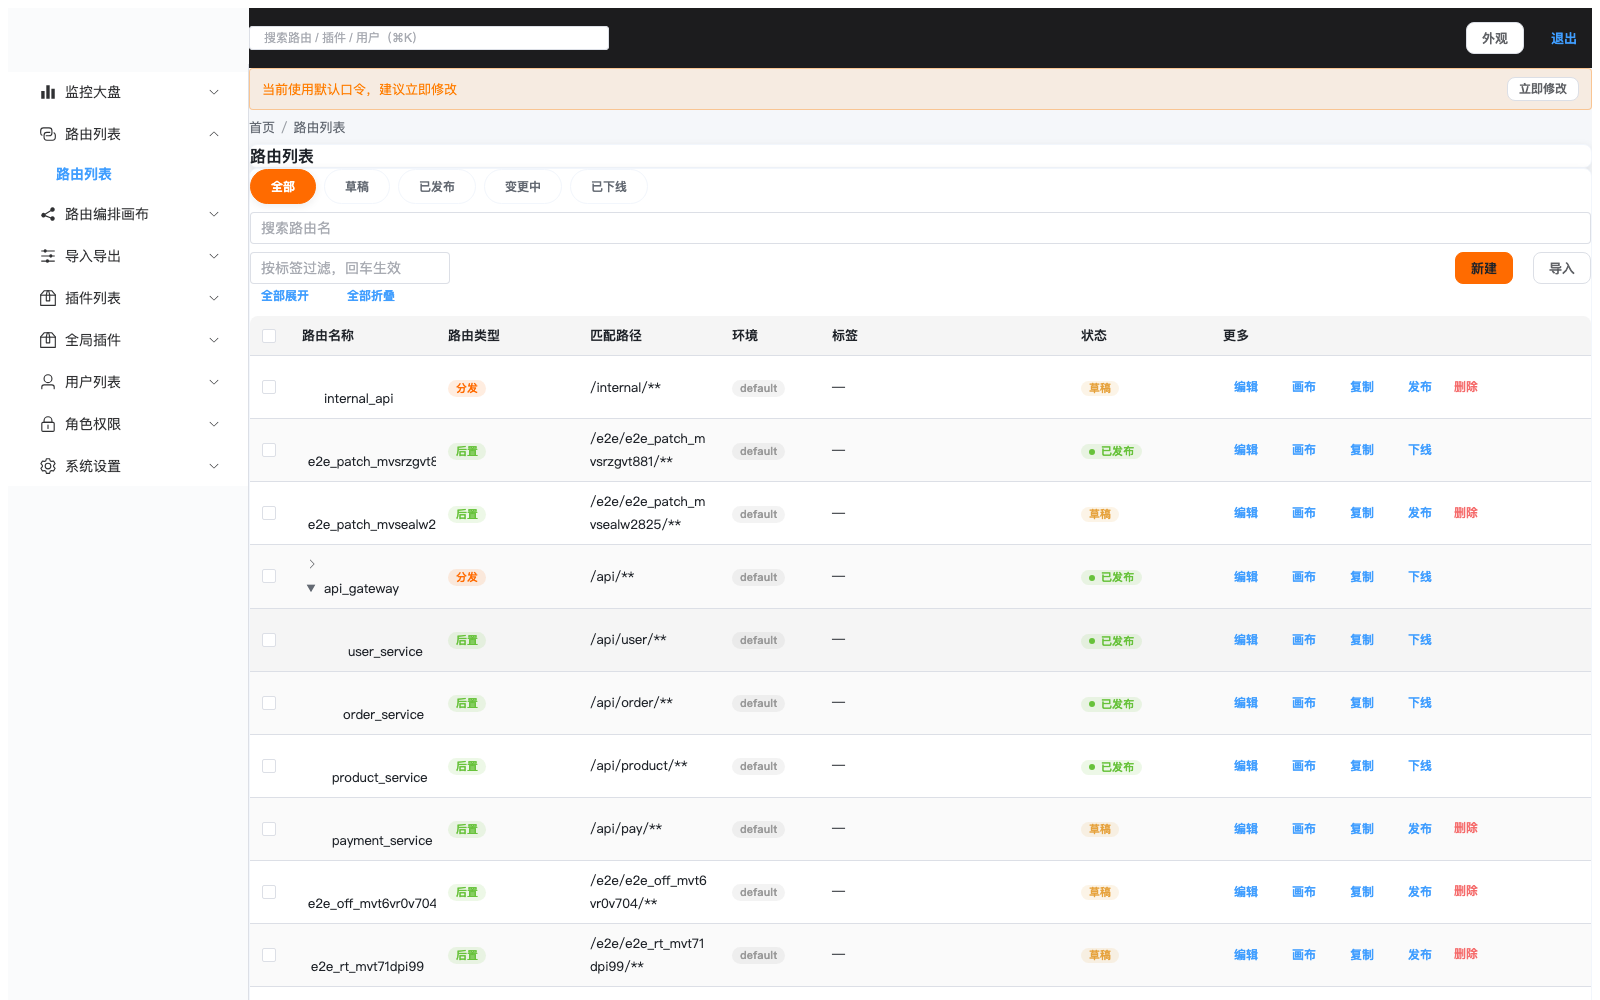 搜索路由 / 插件 / 用户（⌘K）
外观
退出
监控大盘
路由列表
路由列表
路由编排画布
导入导出
插件列表
全局插件
用户列表
角色权限
系统设置
当前使用默认口令，建议立即修改
立即修改
首页 / 路由列表
路由列表
全部 草稿 已发布 变更中 已下线
搜索路由名
按标签过滤，回车生效
新建 导入
全部展开 全部折叠
路由名称 路由类型 匹配路径 环境 标签 状态 更多
internal_api 分发 /internal/** default — 草稿 编辑 画布 复制 发布 删除
e2e_patch_mvsrzgvt8 后置 /e2e/e2e_patch_m default — 已发布 编辑 画布 复制 下线
vsrzgvt881/**
e2e_patch_mvsealw2 后置 /e2e/e2e_patch_m default — 草稿 编辑 画布 复制 发布 删除
vsealw2825/**
api_gateway 分发 /api/** default — 已发布 编辑 画布 复制 下线
user_service 后置 /api/user/** default — 已发布 编辑 画布 复制 下线
order_service 后置 /api/order/** default — 已发布 编辑 画布 复制 下线
product_service 后置 /api/product/** default — 已发布 编辑 画布 复制 下线
payment_service 后置 /api/pay/** default — 草稿 编辑 画布 复制 发布 删除
e2e_off_mvt6vr0v704 后置 /e2e/e2e_off_mvt6 default — 草稿 编辑 画布 复制 发布 删除
vr0v704/**
e2e_rt_mvt71dpi99 后置 /e2e/e2e_rt_mvt71 default — 草稿 编辑 画布 复制 发布 删除
dpi99/**